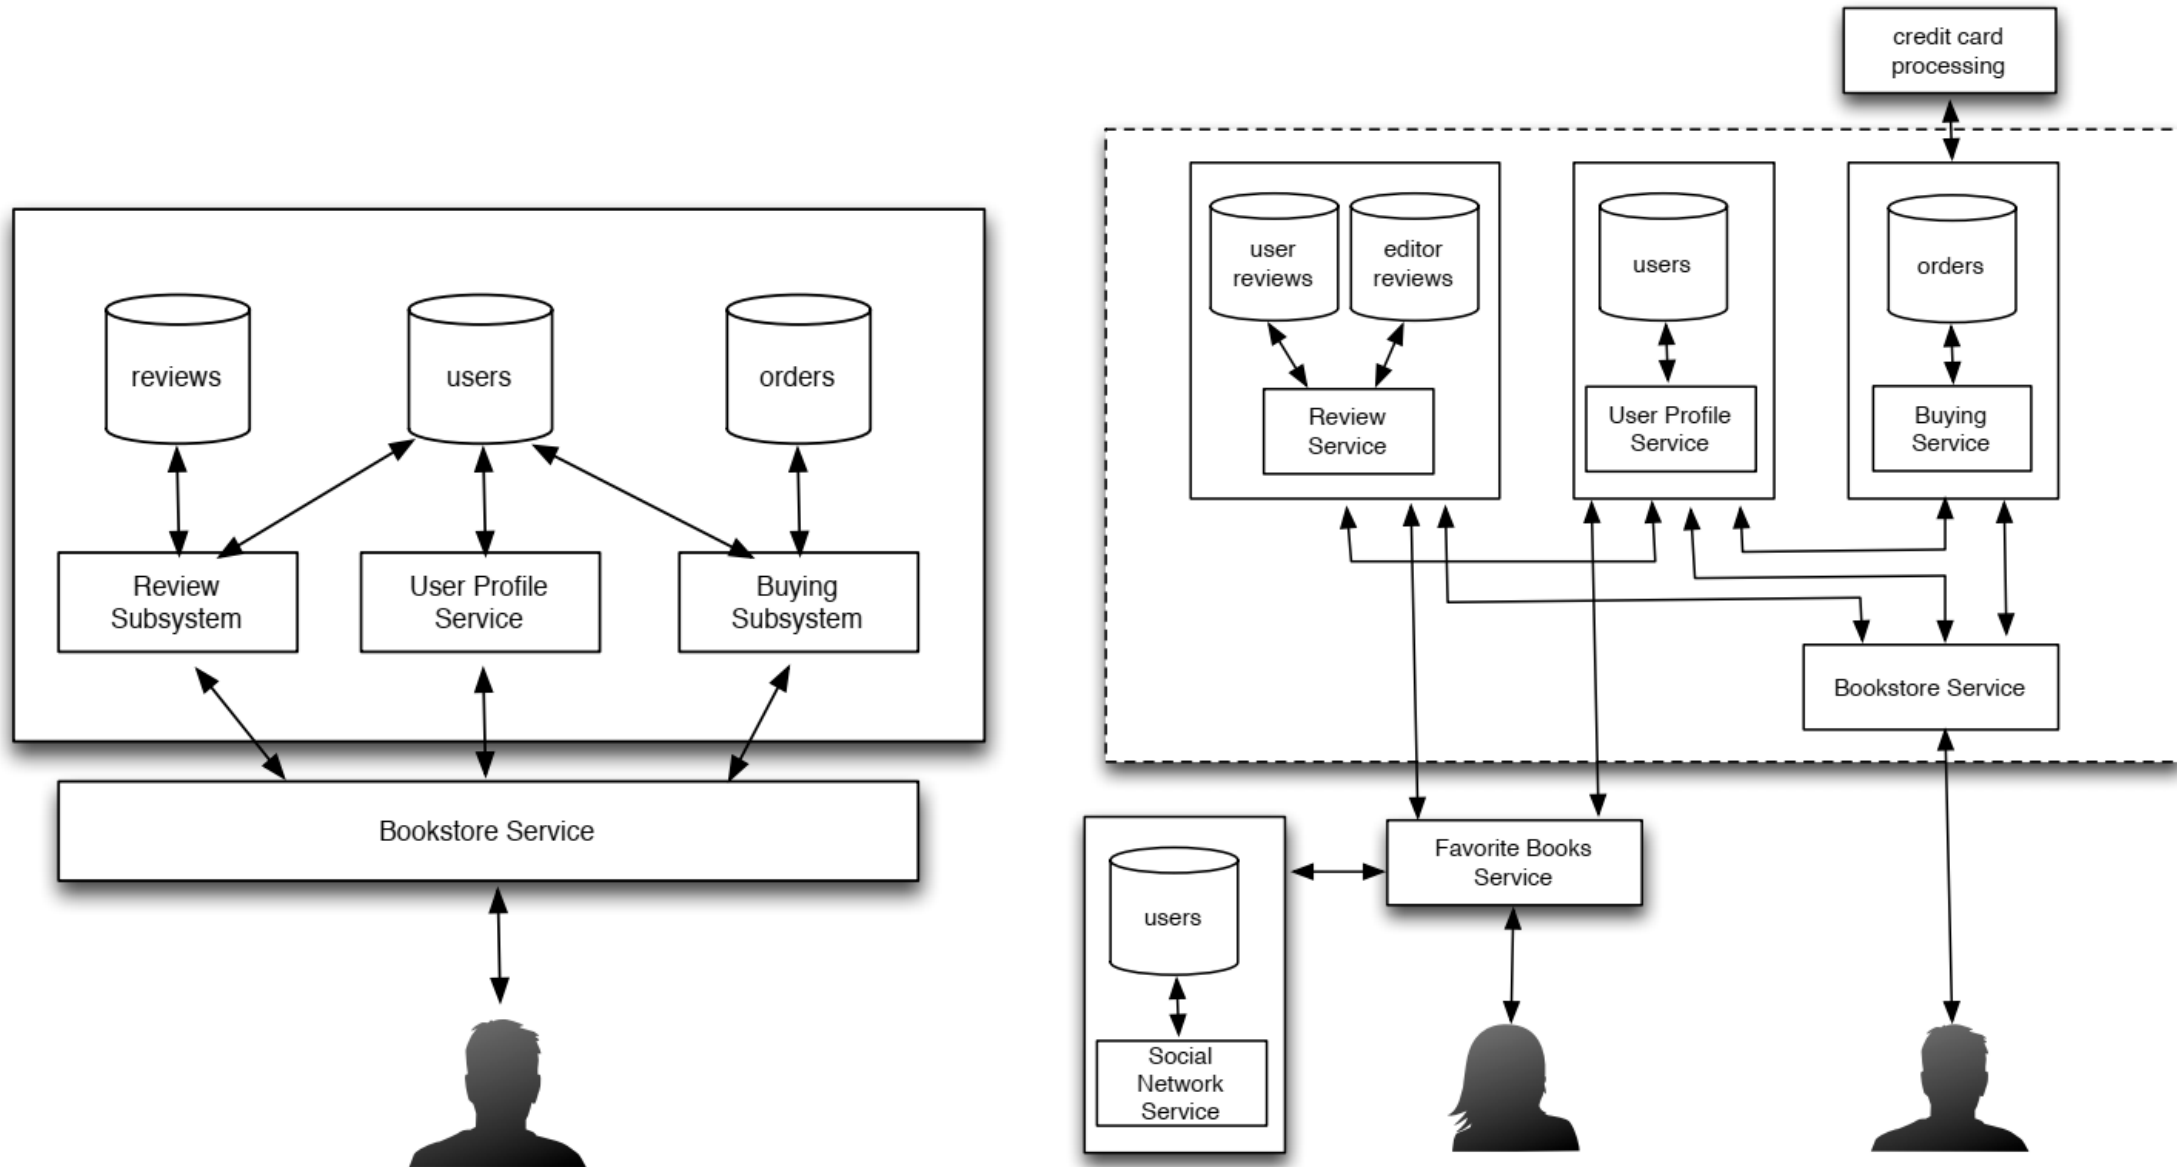 reviews
users
orders
Review
Subsystem
User Profile
Service
Buying
Subsystem
Bookstore Service
credit card
processing
user
reviews
editor
reviews
users
orders
Review
Service
User Profile
Service
Buying
Service
Bookstore Service
Favorite Books
Service
users
Social
Network
Service